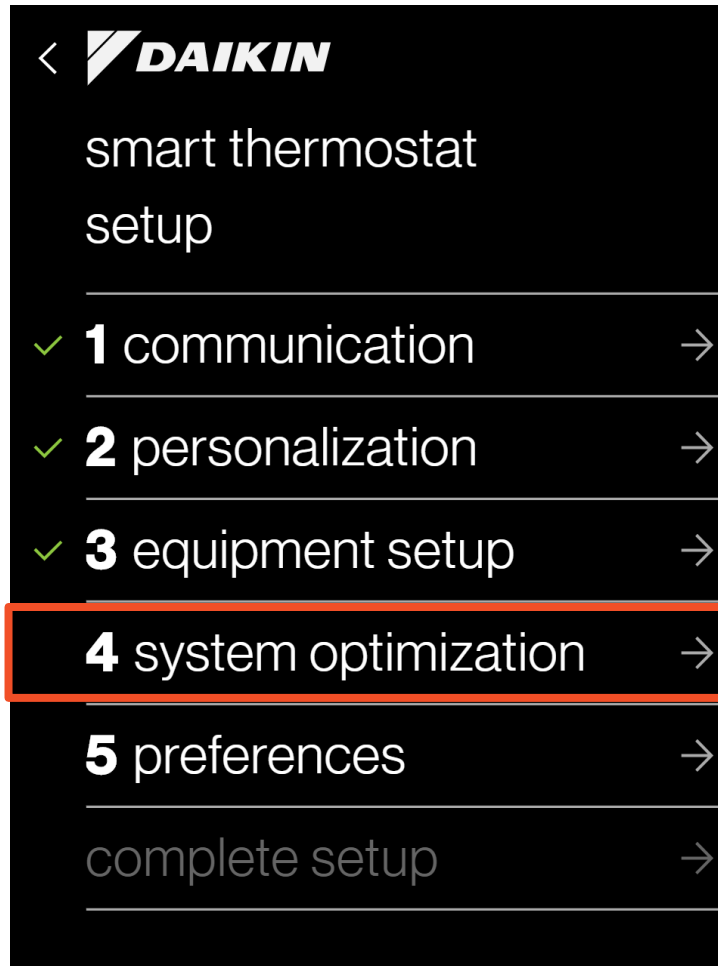 DAIKIN
smart thermostat
setup
1 communication
2 personalization
3 equipment setup
4 system optimization
5 preferences
complete setup